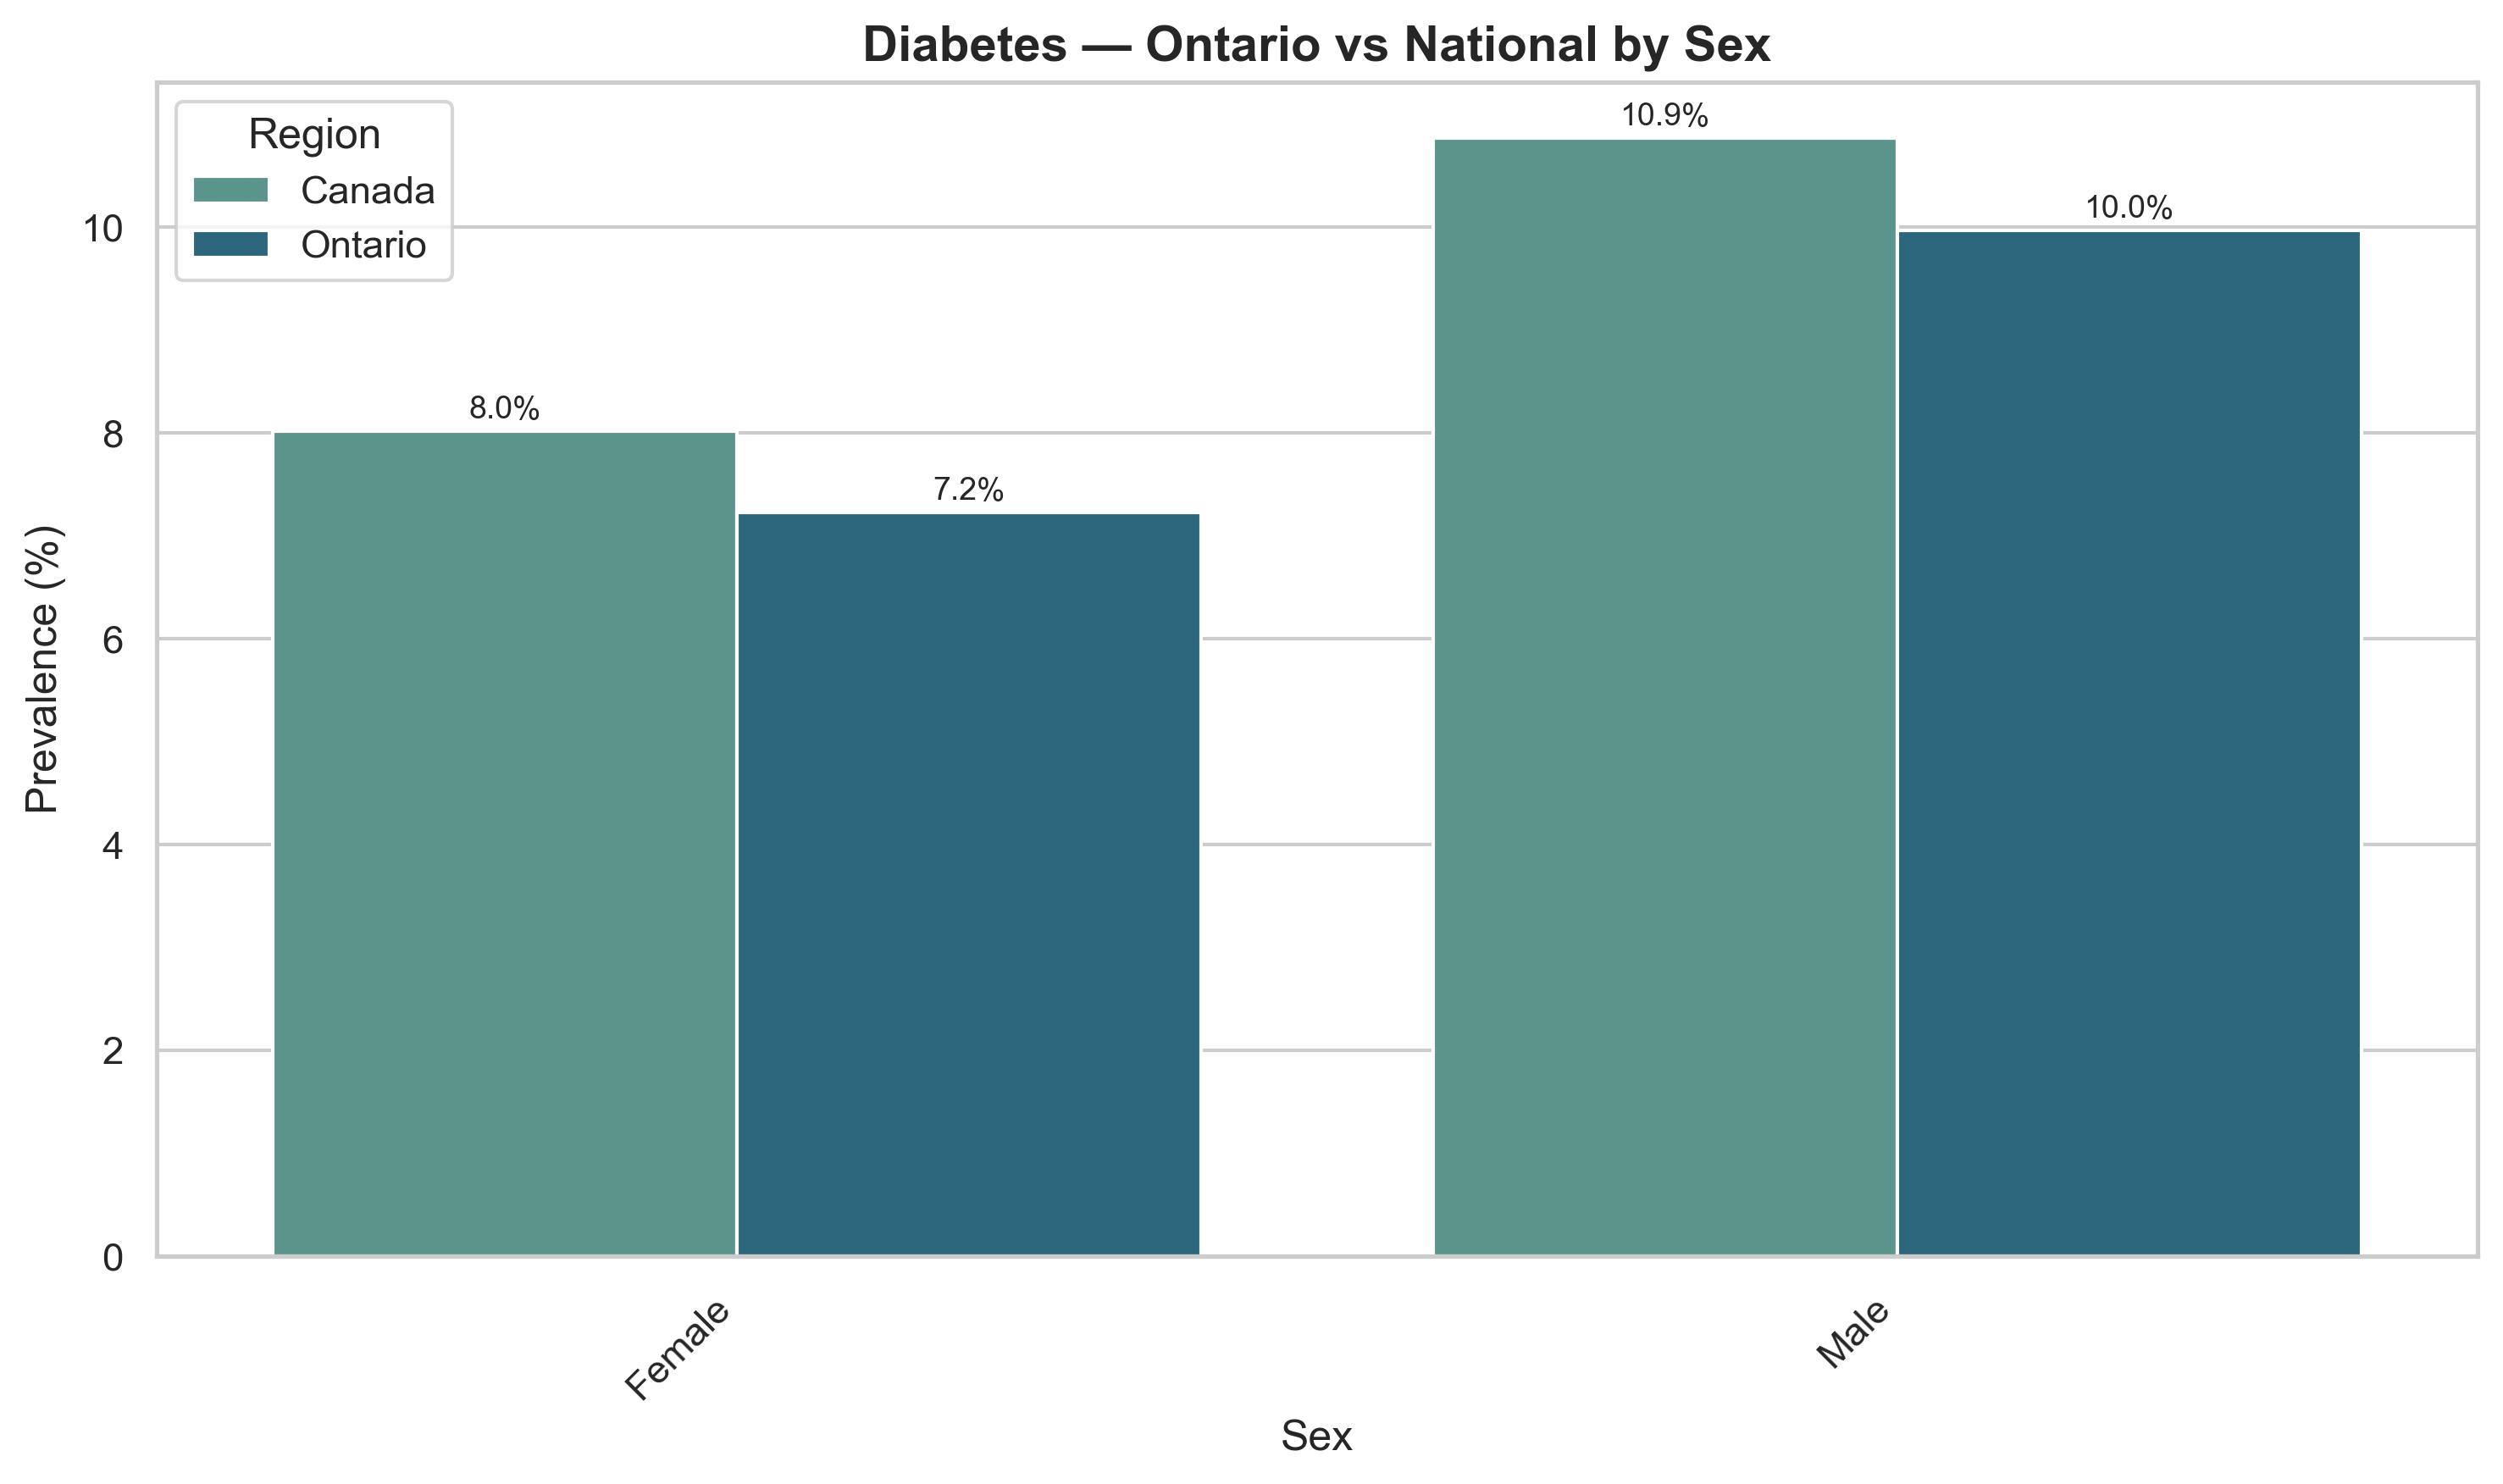 Diabetes — Ontario vs National by Sex
Region
Canada
Ontario
10.9%
10.0%
8.0%
7.2%
Prevalence (%)
10
8
6
4
2
0
Female
Male
Sex